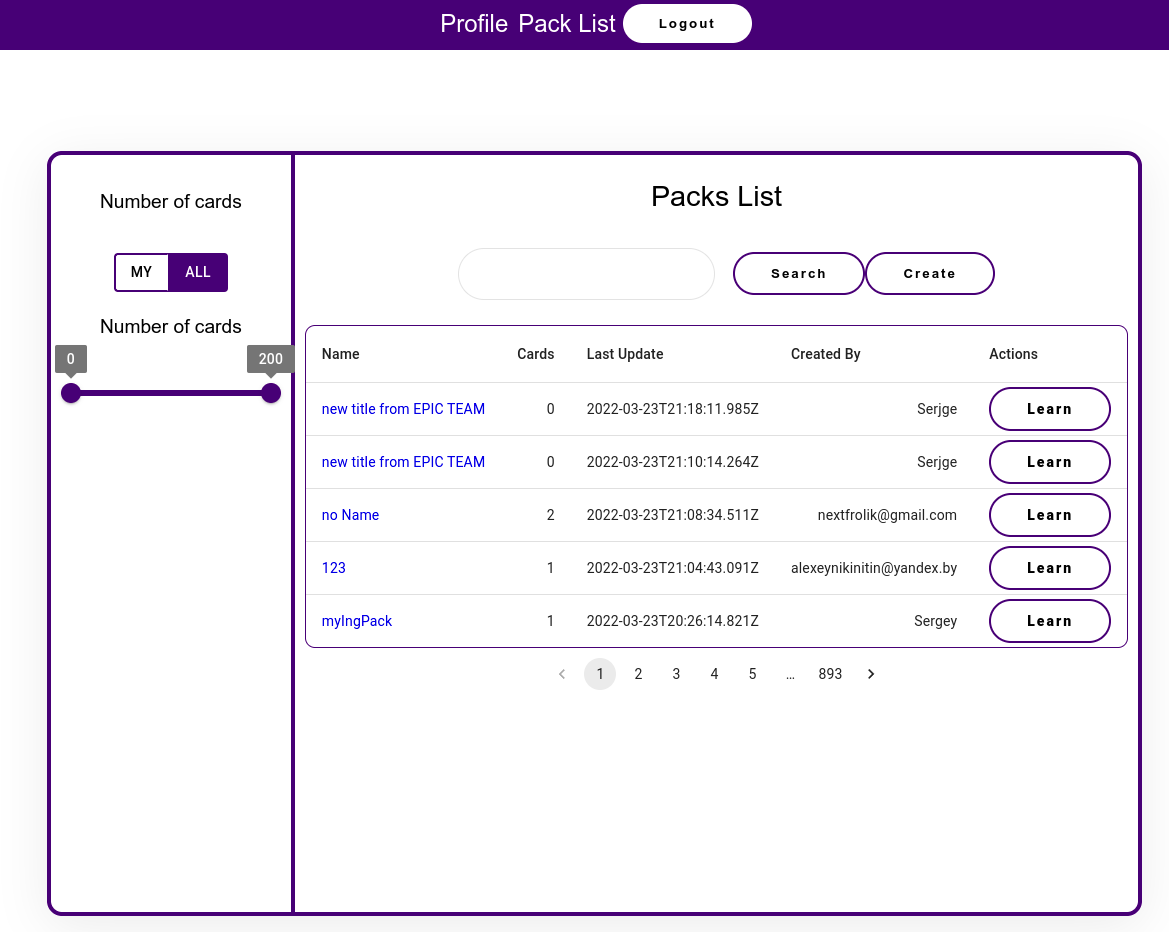 Profile Pack List Logout
Number of cards
MY ALL
Number of cards
0 200
Packs List
Search Create
Name Cards Last Update Created By Actions
new title from EPIC TEAM 0 2022-03-23T21:18:11.985Z Serjge Learn
new title from EPIC TEAM 0 2022-03-23T21:10:14.264Z Serjge Learn
no Name 2 2022-03-23T21:08:34.511Z nextfrolik@gmail.com Learn
123 1 2022-03-23T21:04:43.091Z alexeynikinitin@yandex.by Learn
myIngPack 1 2022-03-23T20:26:14.821Z Sergey Learn
1 2 3 4 5 ... 893